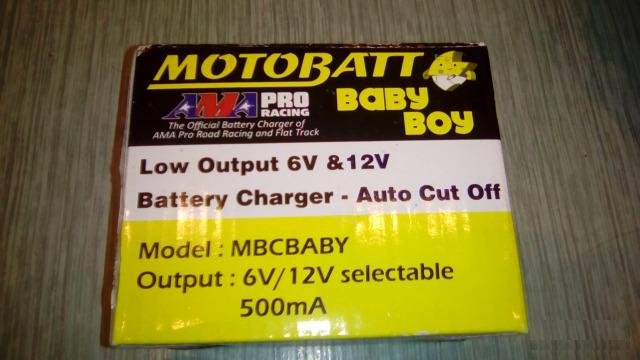 MOTOBATT
AMA PRO RACING
BABY BOY
The Official Battery Charger of
AMA Pro Road Racing and Flat Track
Low Output 6V & 12V
Battery Charger - Auto Cut Off
Model : MBCBABY
Output : 6V/12V selectable
500mA